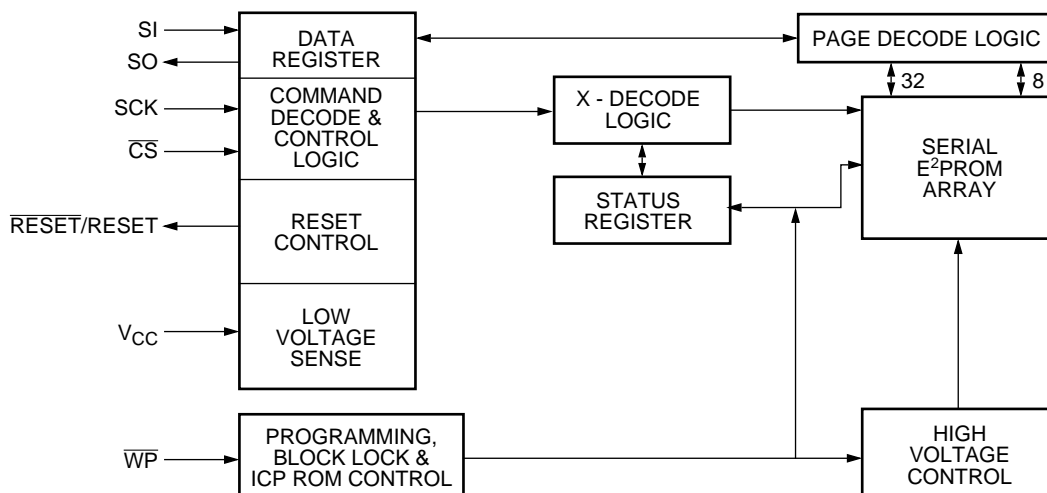 SI
SO
SCK
CS
RESET/RESET
VCC
WP
DATA
REGISTER
COMMAND
DECODE &
CONTROL
LOGIC
RESET
CONTROL
LOW
VOLTAGE
SENSE
PROGRAMMING,
BLOCK LOCK &
ICP ROM CONTROL
X - DECODE
LOGIC
STATUS
REGISTER
PAGE DECODE LOGIC
32
8
SERIAL
E²PROM
ARRAY
HIGH
VOLTAGE
CONTROL